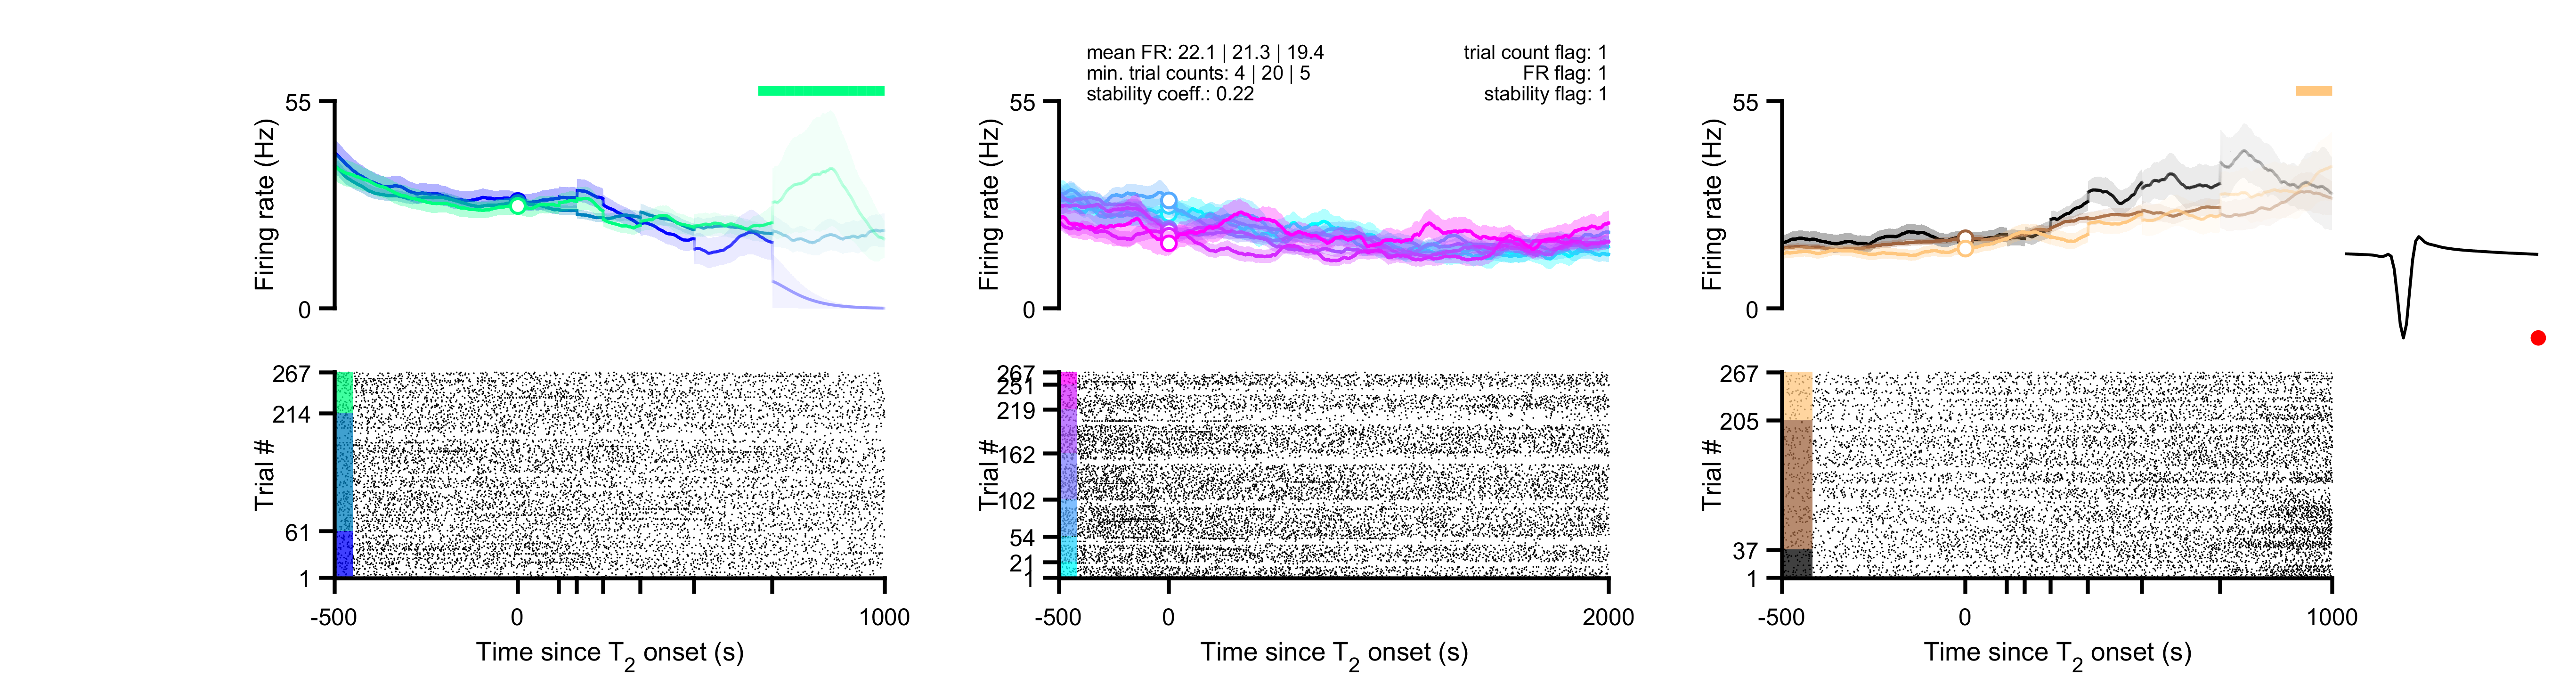 mean FR: 22.1 | 21.3 | 19.4
min. trial counts: 4 | 20 | 5
stability coeff.: 0.22
trial count flag: 1
FR flag: 1
stability flag: 1
55
Firing rate (Hz)
0
267
214
Trial #
61
1
-500
0
1000
Time since T2 onset (s)
55
Firing rate (Hz)
0
267
251
219
Trial #
162
102
54
21
1
-500
0
2000
Time since T2 onset (s)
55
Firing rate (Hz)
0
267
205
Trial #
37
1
-500
0
1000
Time since T2 onset (s)